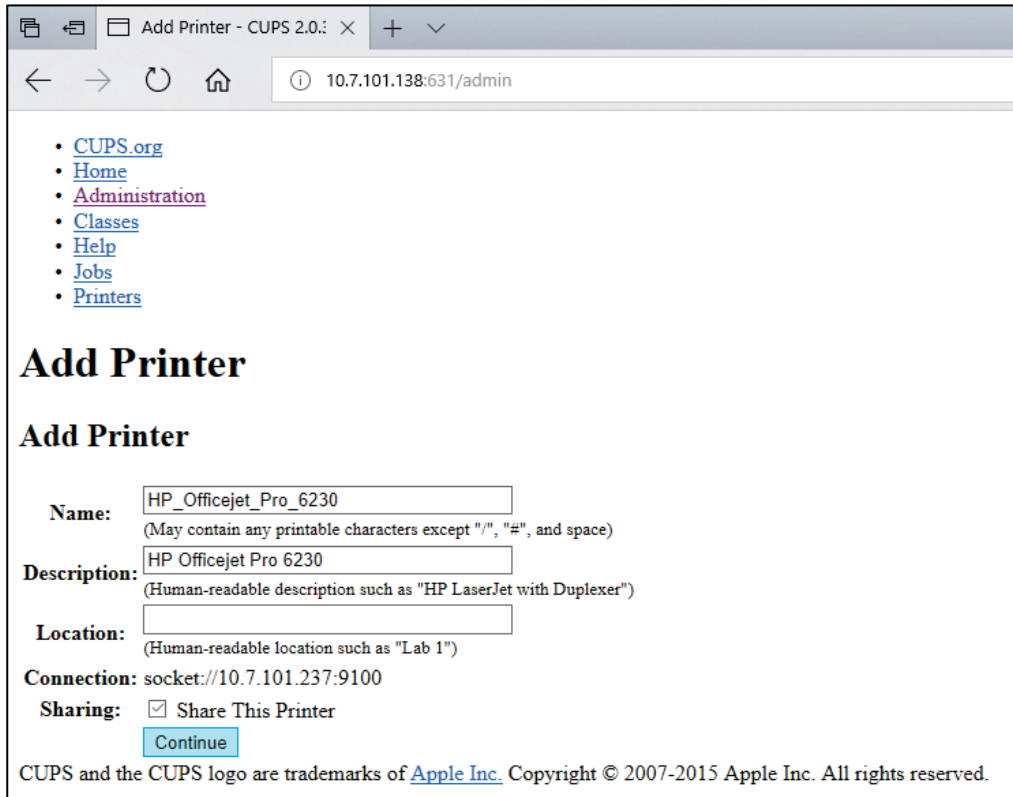 Add Printer - CUPS 2.0.3
10.7.101.138:631/admin
CUPS.org
Home
Administration
Classes
Help
Jobs
Printers
Add Printer
Add Printer
Name: HP_Officejet_Pro_6230
(May contain any printable characters except "/", "#", and space)
Description: HP Officejet Pro 6230
(Human-readable description such as "HP LaserJet with Duplexer")
Location:
(Human-readable location such as "Lab 1")
Connection: socket://10.7.101.237:9100
Sharing: Share This Printer
Continue
CUPS and the CUPS logo are trademarks of Apple Inc. Copyright © 2007-2015 Apple Inc. All rights reserved.